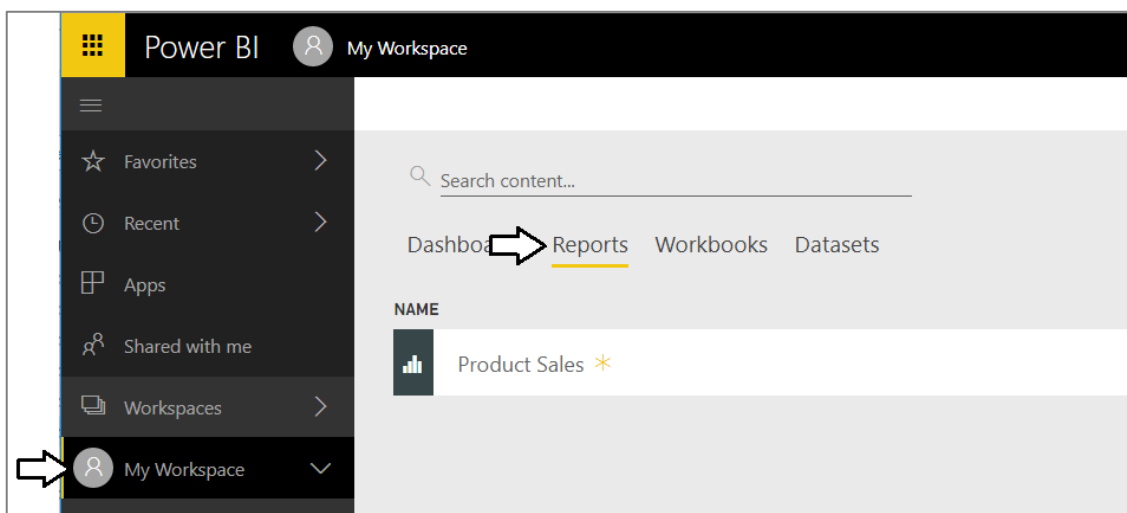 Power BI My Workspace
Favorites
Recent
Apps
Shared with me
Workspaces
My Workspace
Search content...
Reports Workbooks Datasets
NAME
Product Sales